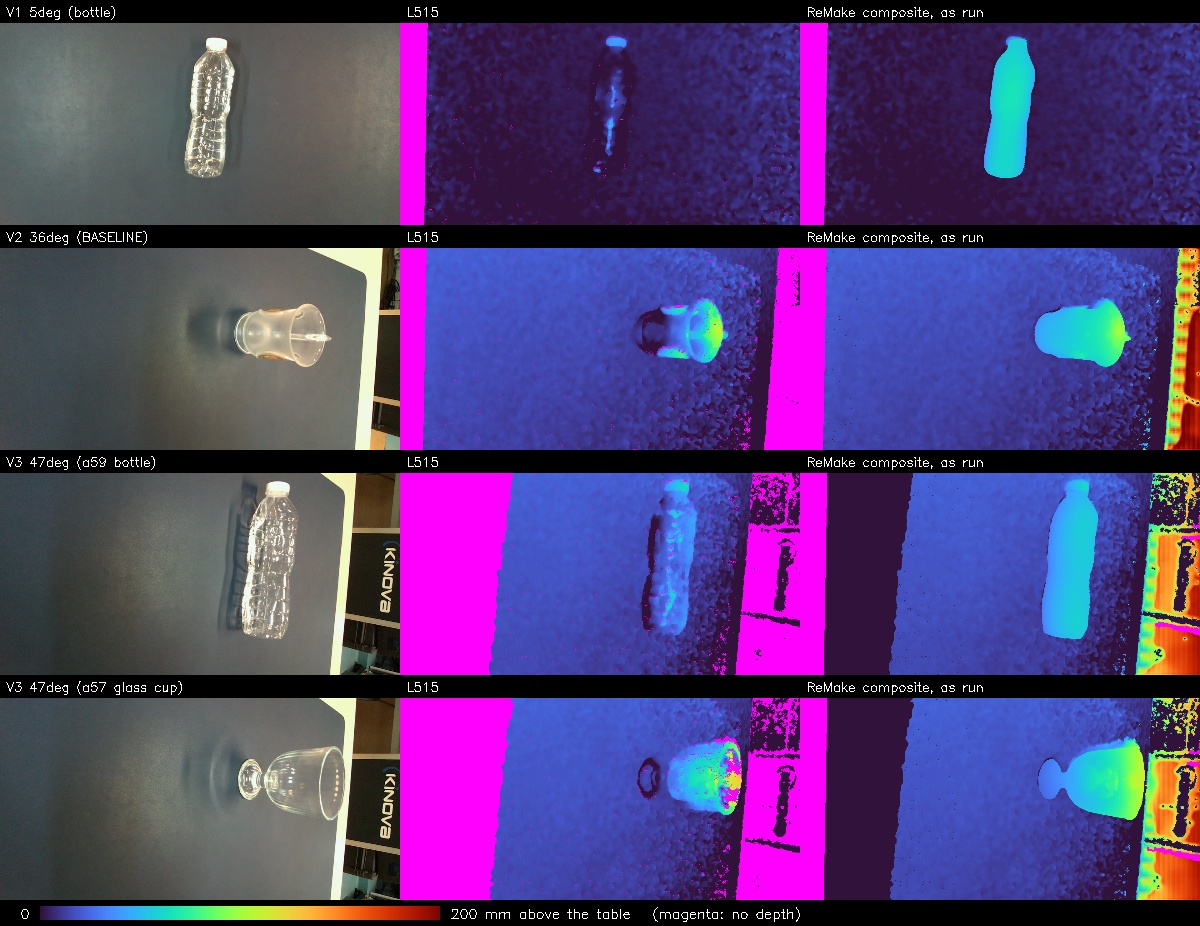 V1 5deg (bottle) L515 ReMake composite, as run
V2 36deg (BASELINE) L515 ReMake composite, as run
V3 47deg (a59 bottle) L515 ReMake composite, as run
KINOVA
V3 47deg (a57 glass cup) L515 ReMake composite, as run
KINOVA
0 200 mm above the table (magenta: no depth)